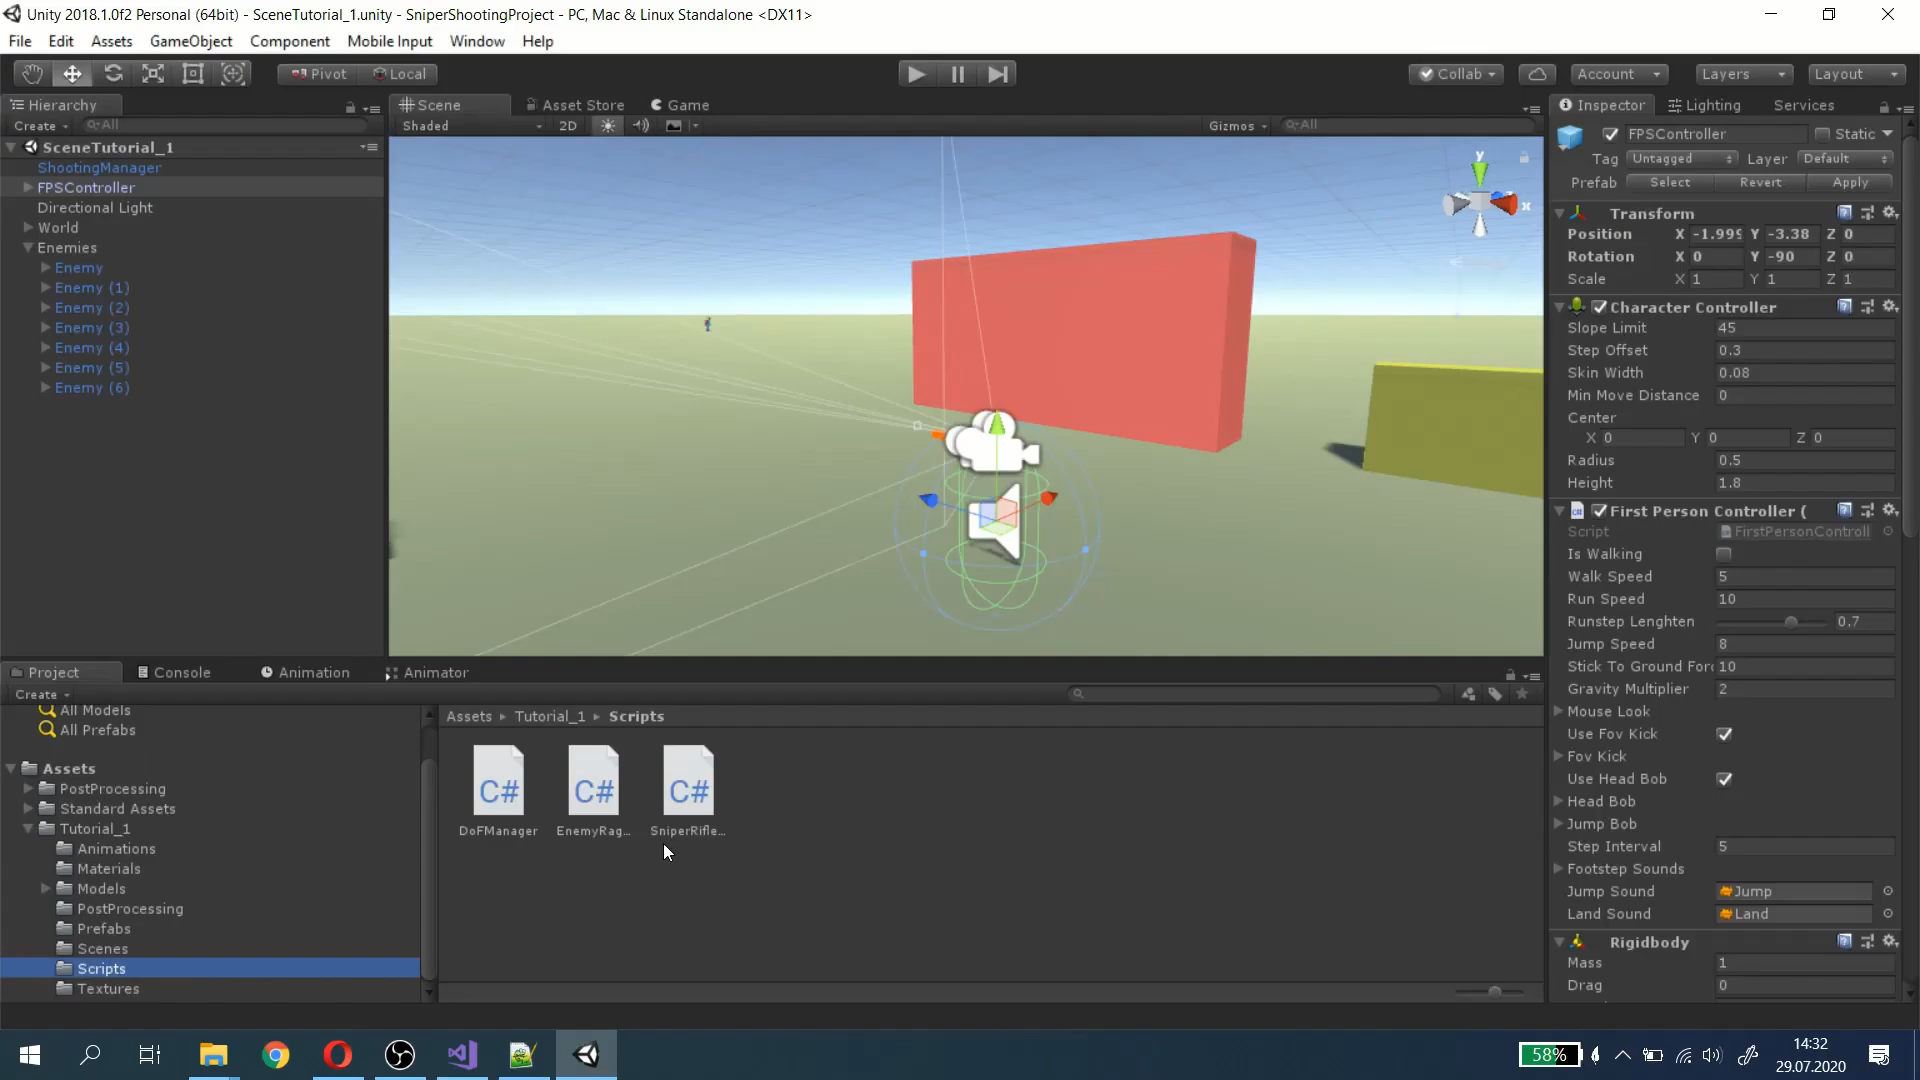 Unity 2018.1.0f2 Personal (64bit) - SceneTutorial_1.unity - SniperShootingProject - PC, Mac & Linux Standalone <DX11>
File Edit Assets GameObject Component Mobile Input Window Help
Pivot Local Collab Account Layers Layout
Hierarchy
Create All
SceneTutorial_1
ShootingManager
FPSController
Directional Light
World
Enemies
Enemy
Enemy (1)
Enemy (2)
Enemy (3)
Enemy (4)
Enemy (5)
Enemy (6)
Scene Asset Store Game
Shaded 2D Gizmos All
y
x
Inspector Lighting Services
FPSController Static
Tag Untagged Layer Default
Prefab Select Revert Apply
Transform
Position X -1.999 Y -3.38 Z 0
Rotation X 0 Y -90 Z 0
Scale X 1 Y 1 Z 1
Character Controller
Slope Limit 45
Step Offset 0.3
Skin Width 0.08
Min Move Distance 0
Center
X 0 Y 0 Z 0
Radius 0.5
Height 1.8
First Person Controller (
Script FirstPersonControll
Is Walking
Walk Speed 5
Run Speed 10
Runstep Lenghten 0.7
Jump Speed 8
Stick To Ground Forc 10
Gravity Multiplier 2
Mouse Look
Use Fov Kick
Fov Kick
Use Head Bob
Head Bob
Jump Bob
Step Interval 5
Footstep Sounds
Jump Sound Jump
Land Sound Land
Rigidbody
Mass 1
Drag 0
Project Console Animation Animator
Create
All Models
All Prefabs
Assets
PostProcessing
Standard Assets
Tutorial_1
Animations
Materials
Models
PostProcessing
Prefabs
Scenes
Scripts
Textures
Assets Tutorial_1 Scripts
C# C# C#
DoFManager EnemyRag... SniperRifle...
58%
14:32
29.07.2020